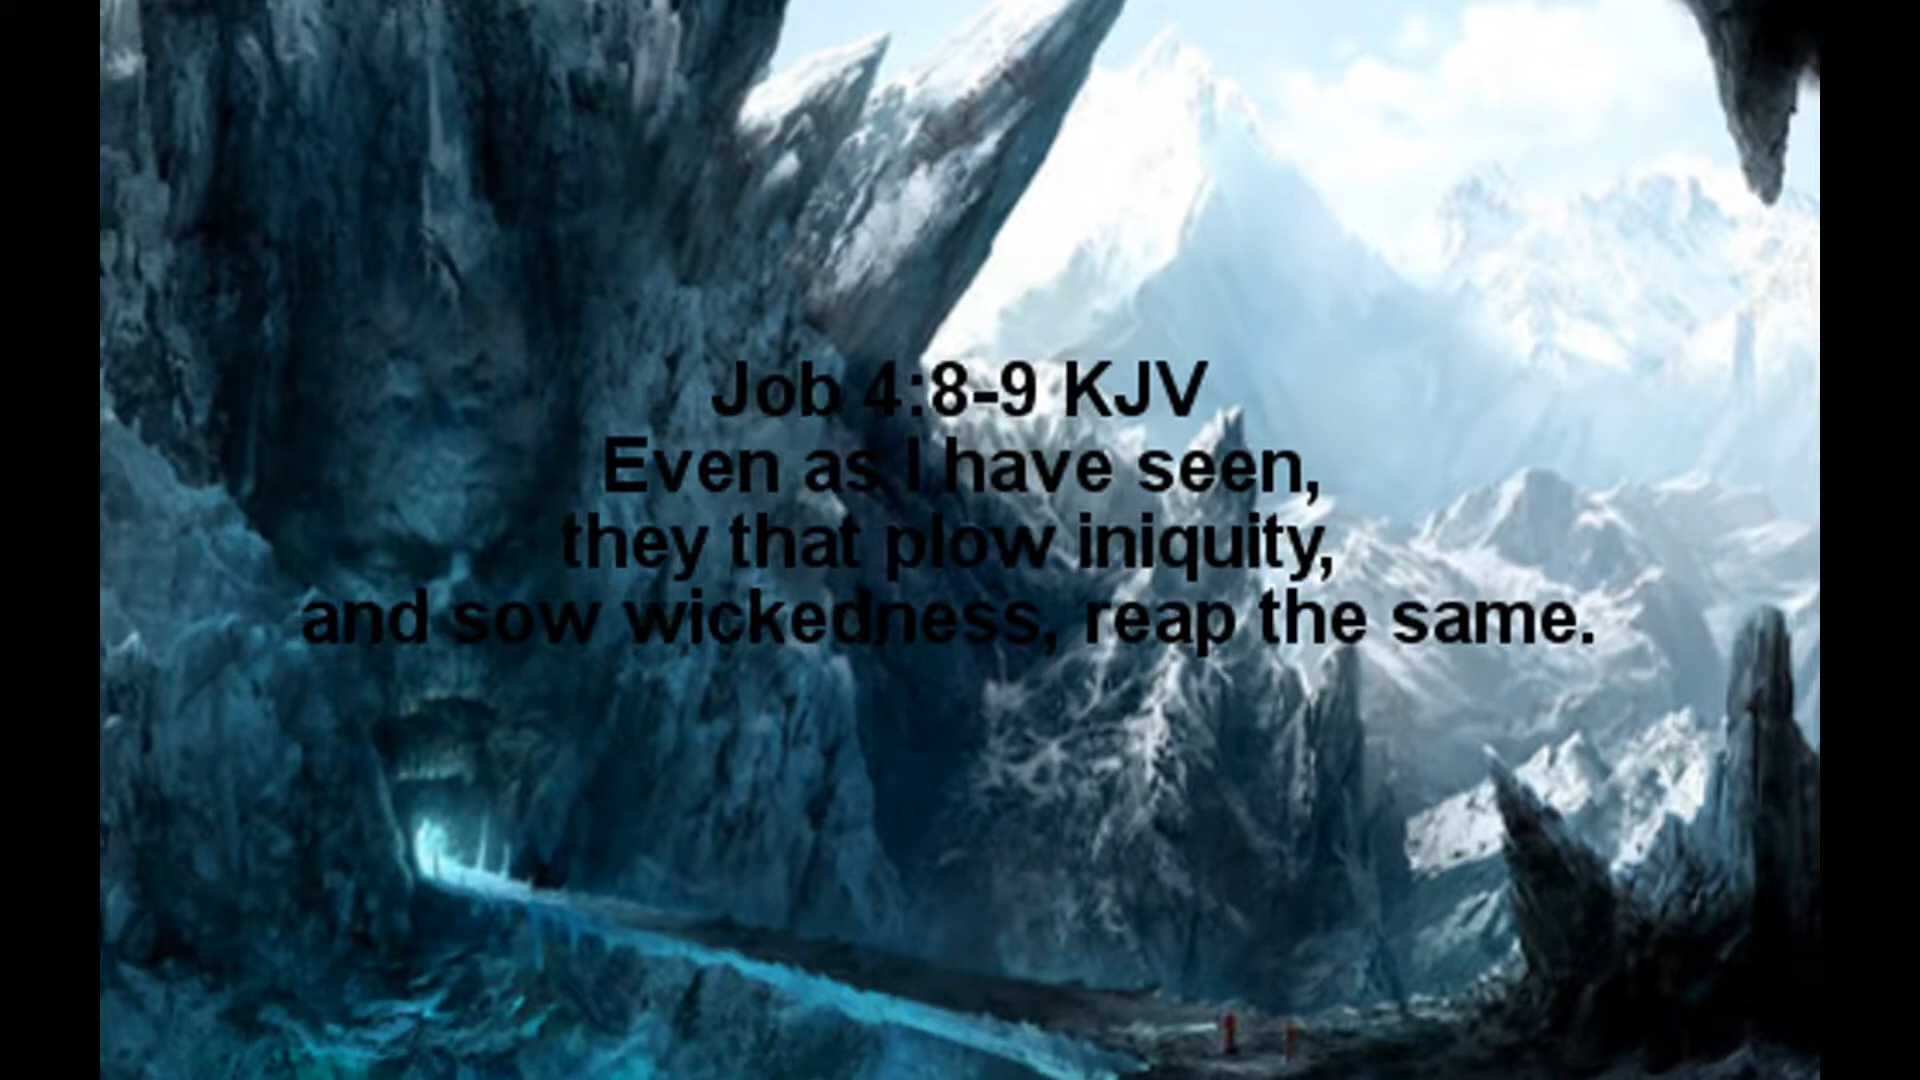 Job 4:8-9 KJV
Even as I have seen,
they that plow iniquity,
and sow wickedness, reap the same.